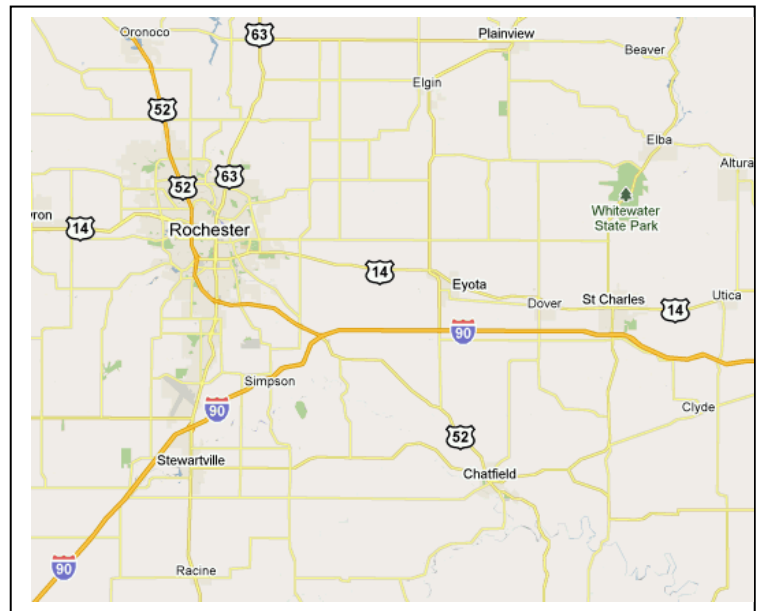 Oronoco
63
Plainview
Beaver
Elgin
52
Elba
Altura
52
63
Whitewater
State Park
yron
14
Rochester
14
Eyota
Dover
St Charles
14
Utica
90
Simpson
90
Clyde
52
Stewartville
Chatfield
90
Racine